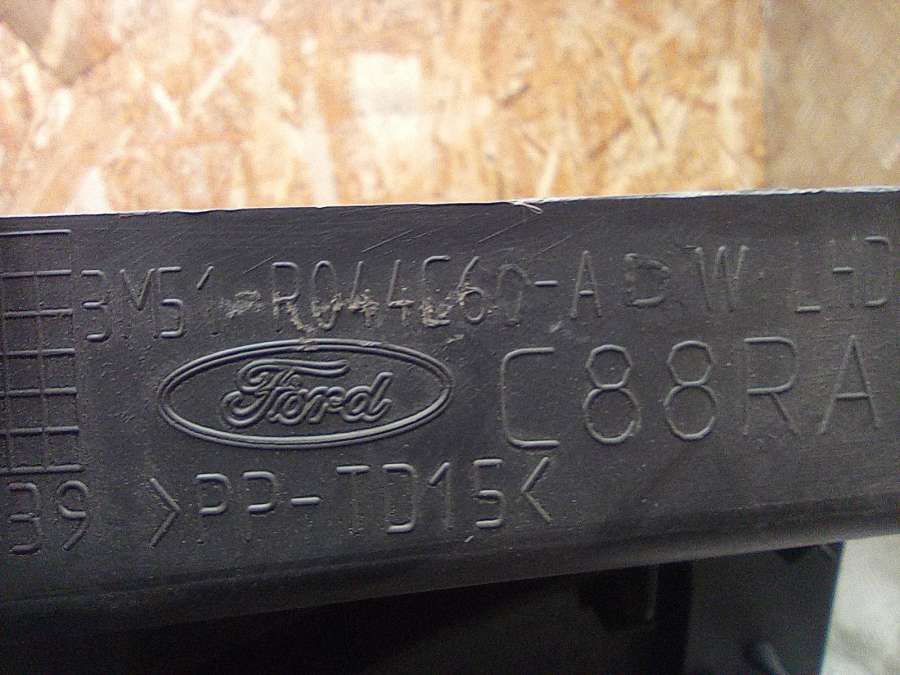 3M51-R044C60-ADW LHD
Ford
C88RA
39 >PP-TD15<